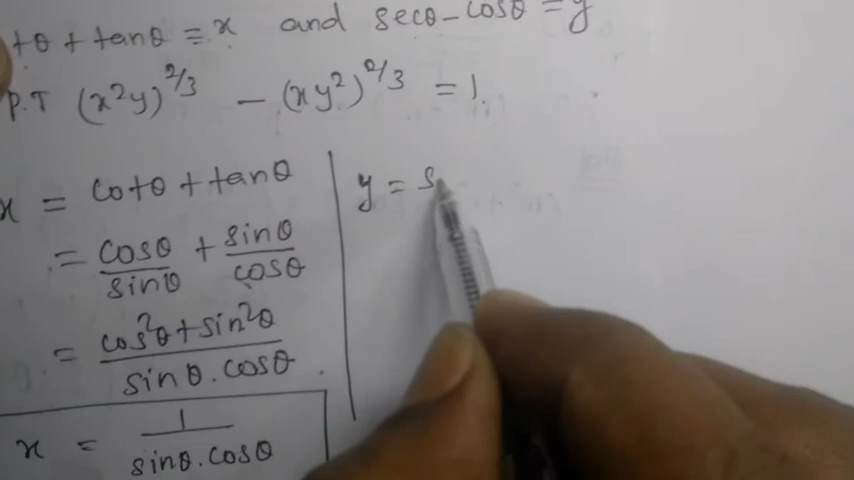 tθ + tanθ = x and secθ - cosθ = y
P.T (x²y)^2/3 - (xy²)^2/3 = 1.
x = cotθ + tanθ
= cosθ/sinθ + sinθ/cosθ
= cos²θ + sin²θ / sinθ . cosθ
x = 1 / sinθ . cosθ
y = s